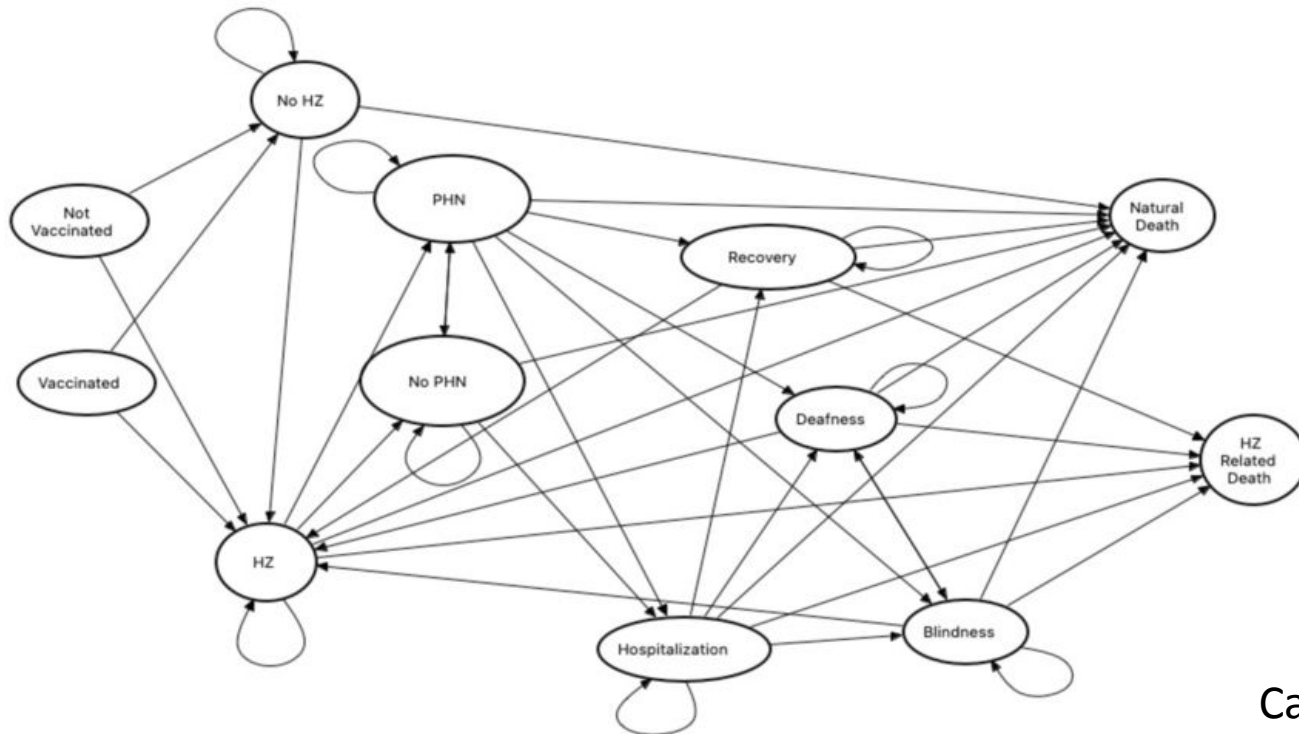 No HZ
PHN
Not
Vaccinated
Natural
Death
Recovery
Vaccinated
No PHN
Deafness
HZ
Related
Death
HZ
Hospitalization
Blindness
Ca